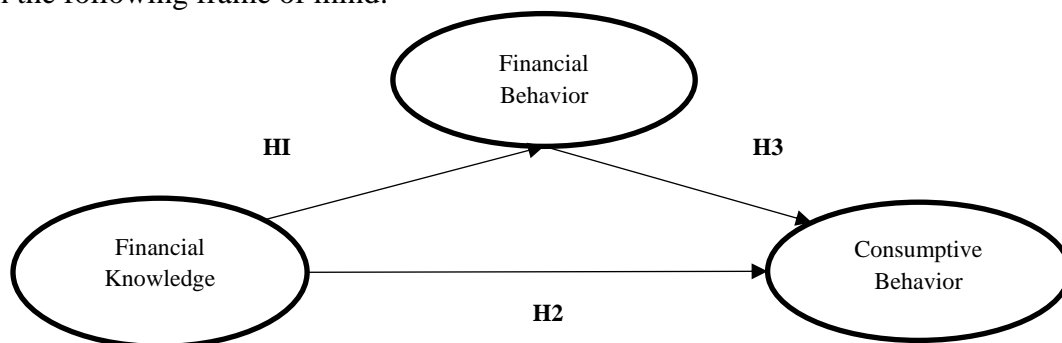 the following frame of mind:
Financial
Behavior
HI
H3
Financial
Knowledge
Consumptive
Behavior
H2